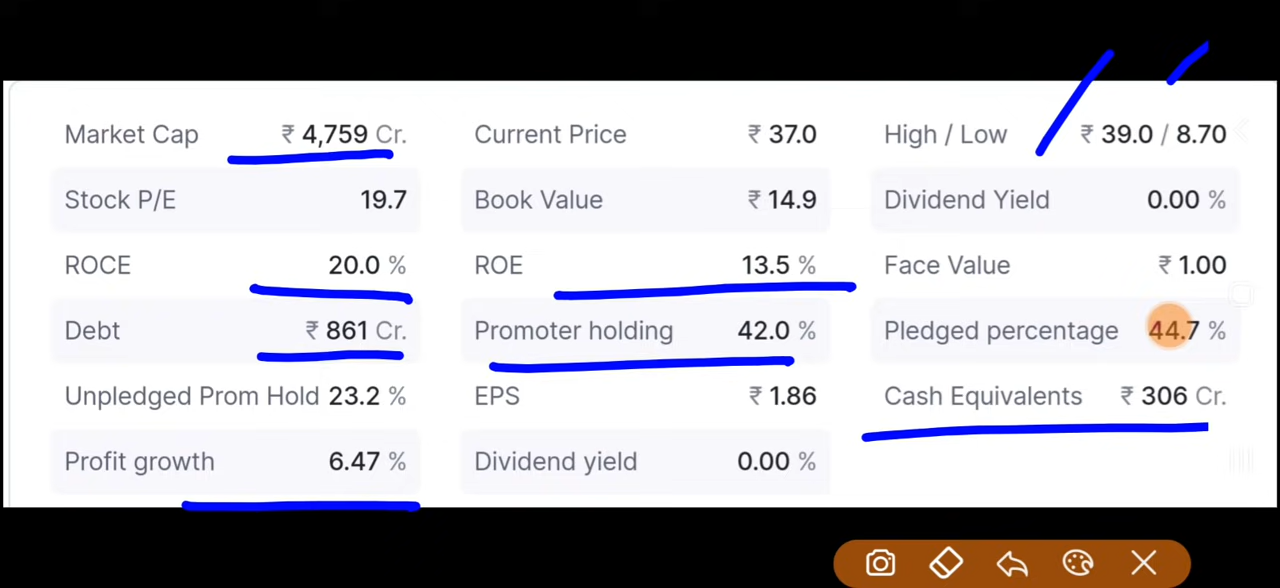 Market Cap ₹ 4,759 Cr. Current Price ₹ 37.0 High / Low ₹ 39.0 / 8.70
Stock P/E 19.7 Book Value ₹ 14.9 Dividend Yield 0.00 %
ROCE 20.0 % ROE 13.5 % Face Value ₹ 1.00
Debt ₹ 861 Cr. Promoter holding 42.0 % Pledged percentage 44.7 %
Unpledged Prom Hold 23.2 % EPS ₹ 1.86 Cash Equivalents ₹ 306 Cr.
Profit growth 6.47 % Dividend yield 0.00 %